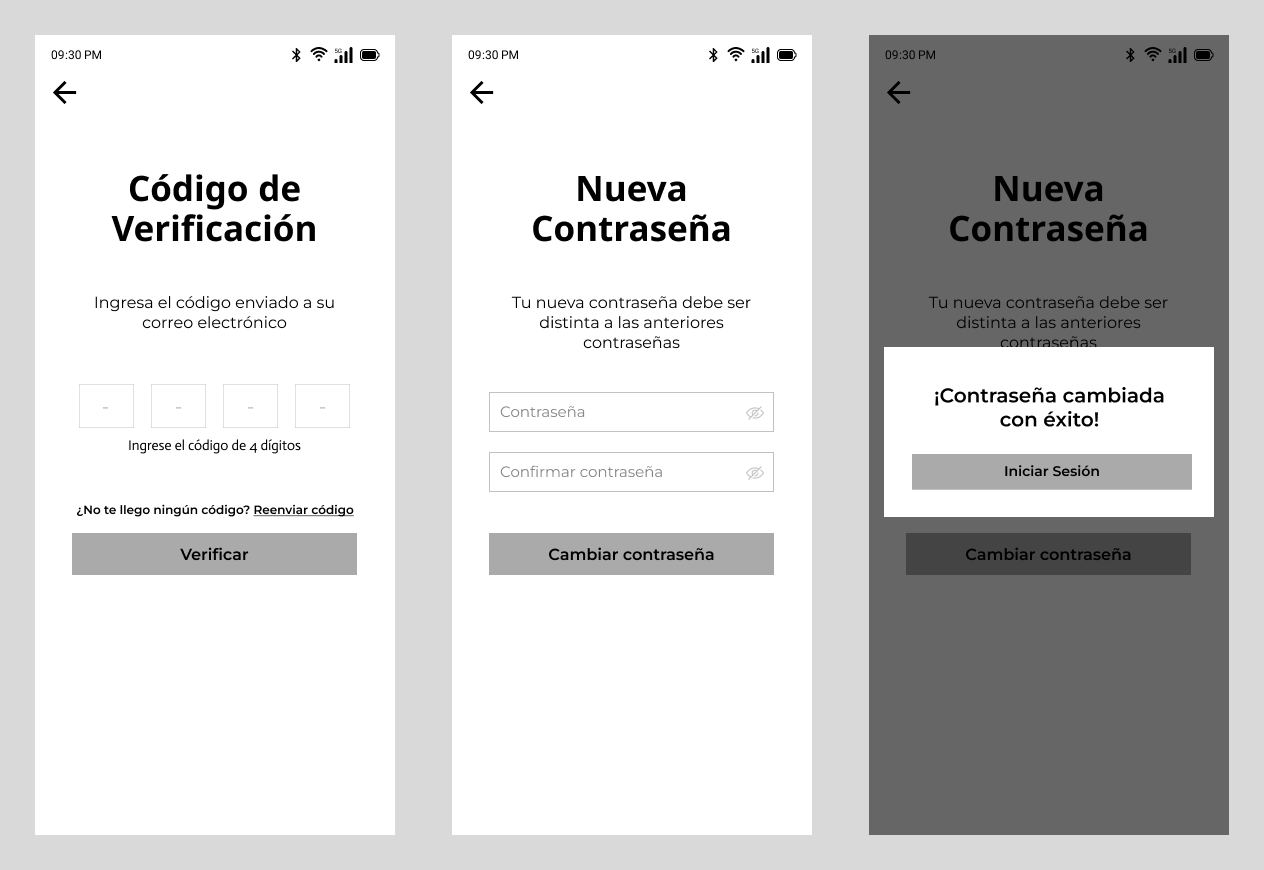 09:30 PM
5G
Código de
Verificación
Ingresa el código enviado a su
correo electrónico
- - - -
Ingrese el código de 4 dígitos
¿No te llego ningún código? Reenviar código
Verificar
09:30 PM
5G
Nueva
Contraseña
Tu nueva contraseña debe ser
distinta a las anteriores
contraseñas
Contraseña
Confirmar contraseña
Cambiar contraseña
09:30 PM
5G
Nueva
Contraseña
Tu nueva contraseña debe ser
distinta a las anteriores
contraseñas
¡Contraseña cambiada
con éxito!
Iniciar Sesión
Cambiar contraseña